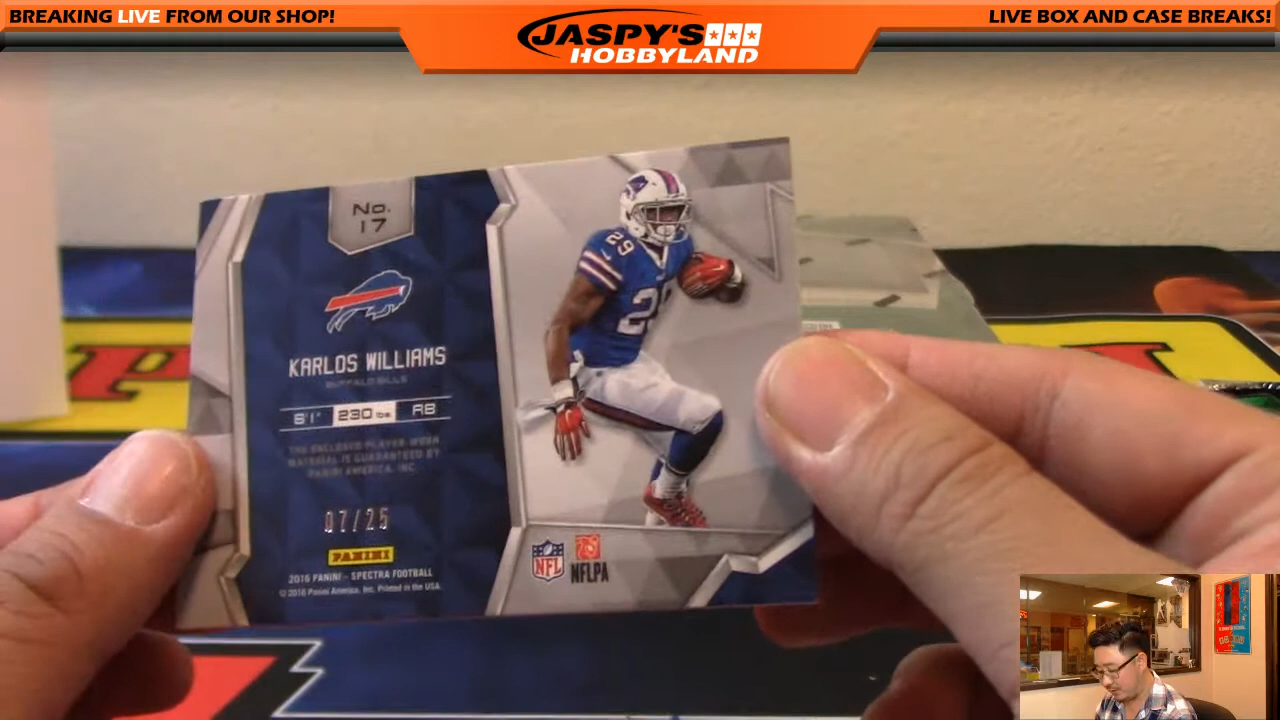 BREAKING LIVE FROM OUR SHOP!
JASPY'S
HOBBYLAND
LIVE BOX AND CASE BREAKS!
No.
17
KARLOS WILLIAMS
BUFFALO BILLS
6'1" 230 lbs RB
THE ENCLOSED PLAYER-WORN
MATERIAL IS GUARANTEED BY
PANINI AMERICA, INC.
07/25
PANINI
2016 PANINI - SPECTRA FOOTBALL
© 2016 Panini America, Inc. Printed in the USA.
29
29
NFL
NFLPA
P